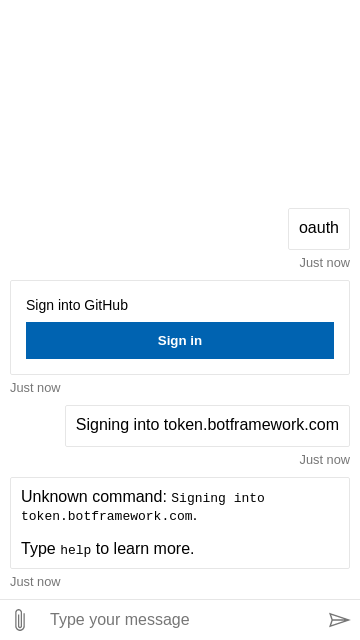 oauth
Just now
Sign into GitHub
Sign in
Just now
Signing into token.botframework.com
Just now
Unknown command: Signing into
token.botframework.com.
Type help to learn more.
Just now
Type your message